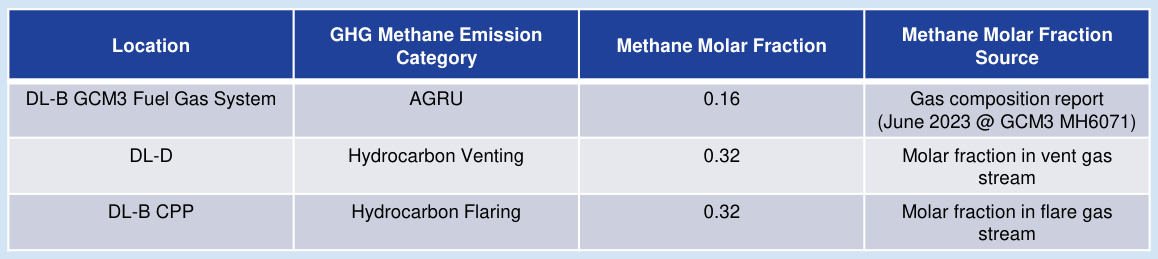 Location
GHG Methane Emission
Category
Methane Molar Fraction
Methane Molar Fraction
Source
DL-B GCM3 Fuel Gas System
AGRU
0.16
Gas composition report
(June 2023 @ GCM3 MH6071)
DL-D
Hydrocarbon Venting
0.32
Molar fraction in vent gas
stream
DL-B CPP
Hydrocarbon Flaring
0.32
Molar fraction in flare gas
stream